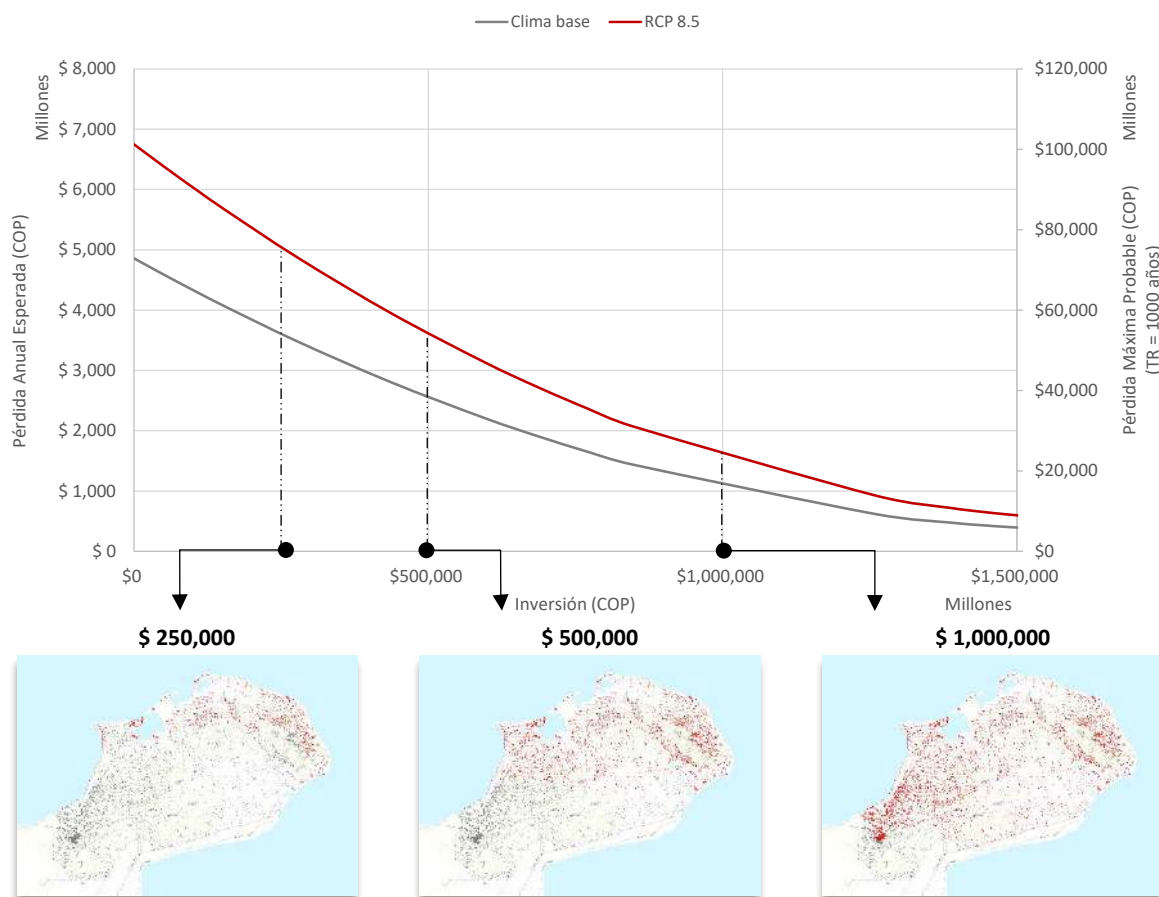 Clima base
RCP 8.5
Millones
Pérdida Anual Esperada (COP)
$ 8,000
$ 7,000
$ 6,000
$ 5,000
$ 4,000
$ 3,000
$ 2,000
$ 1,000
$ 0
$120,000
$100,000
$80,000
$60,000
$40,000
$20,000
$0
Millones
Pérdida Máxima Probable (COP)
(TR = 1000 años)
$0
$500,000
$1,000,000
$1,500,000
Inversión (COP)
Millones
$ 250,000
$ 500,000
$ 1,000,000